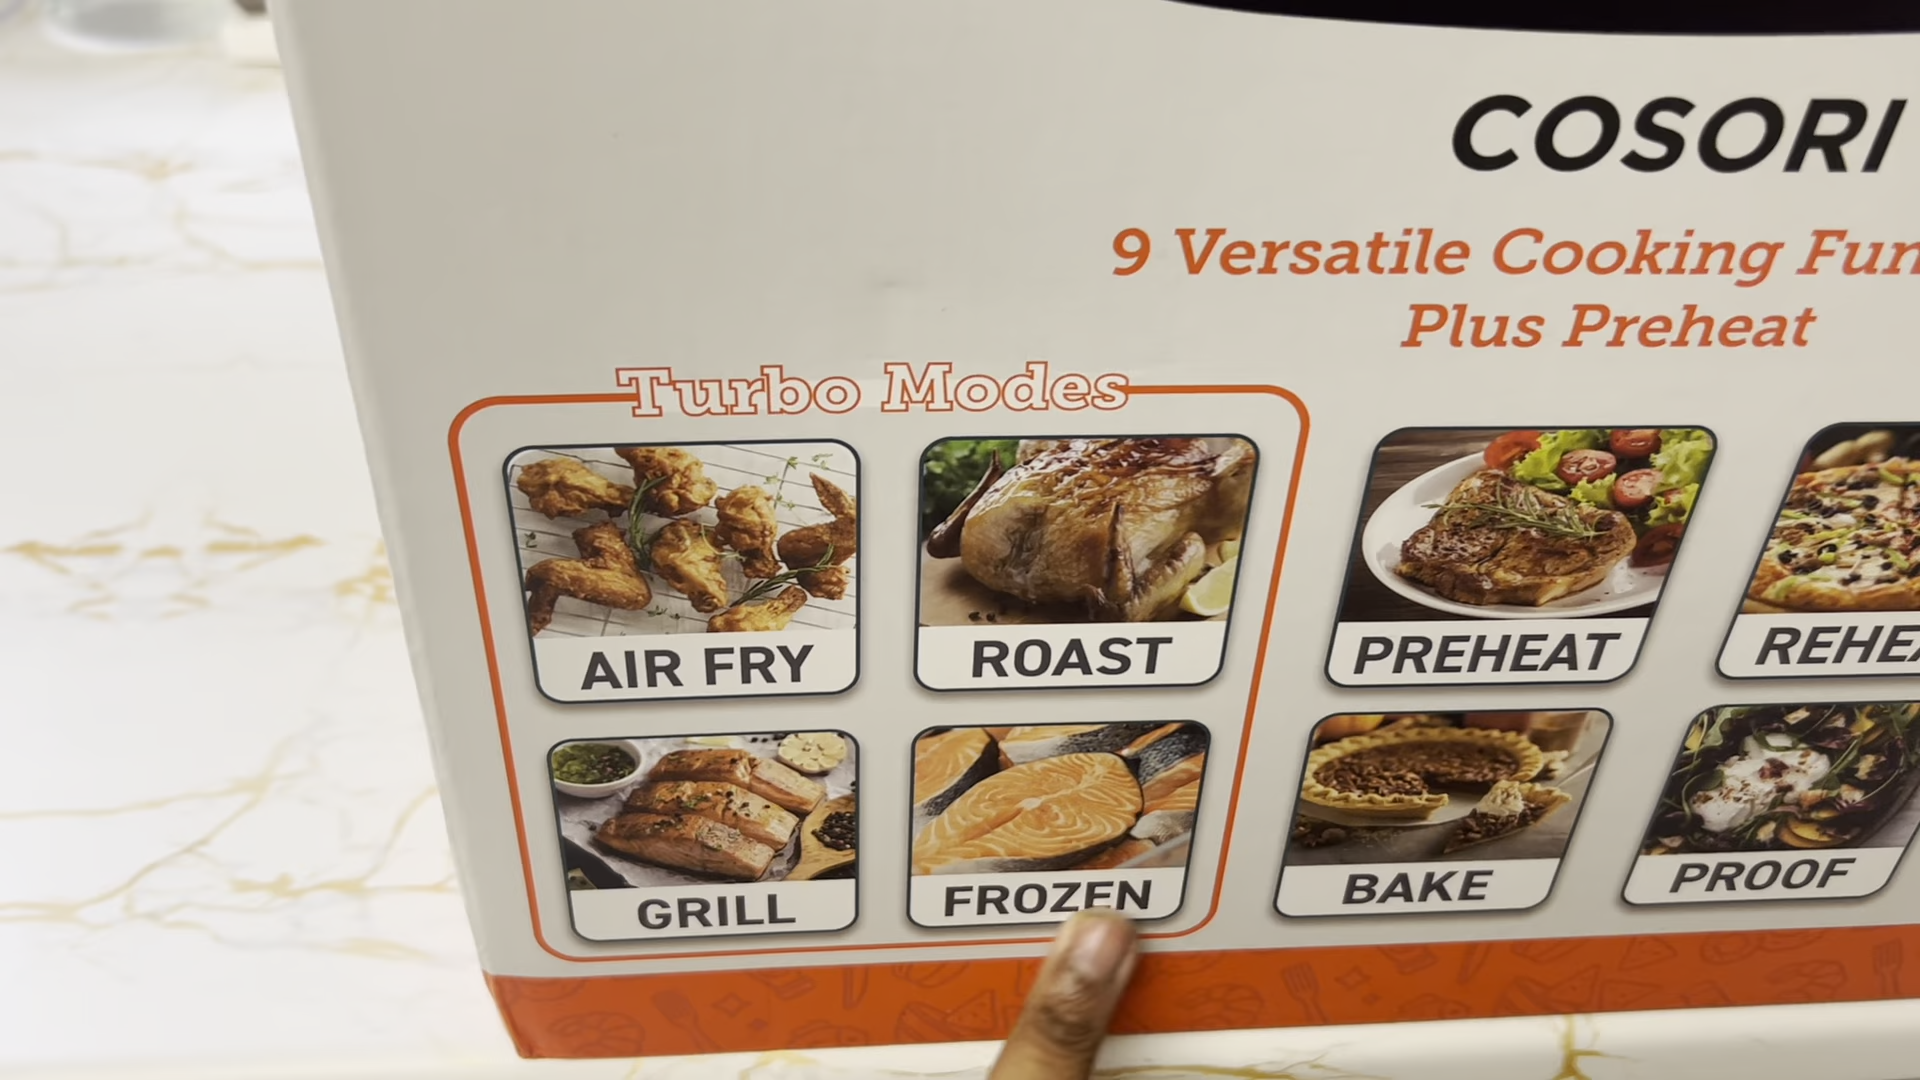 COSORI
9 Versatile Cooking
Plus Preheat
Turbo Modes
AIR FRY
ROAST
PREHEAT
GRILL
FROZEN
BAKE
PROOF